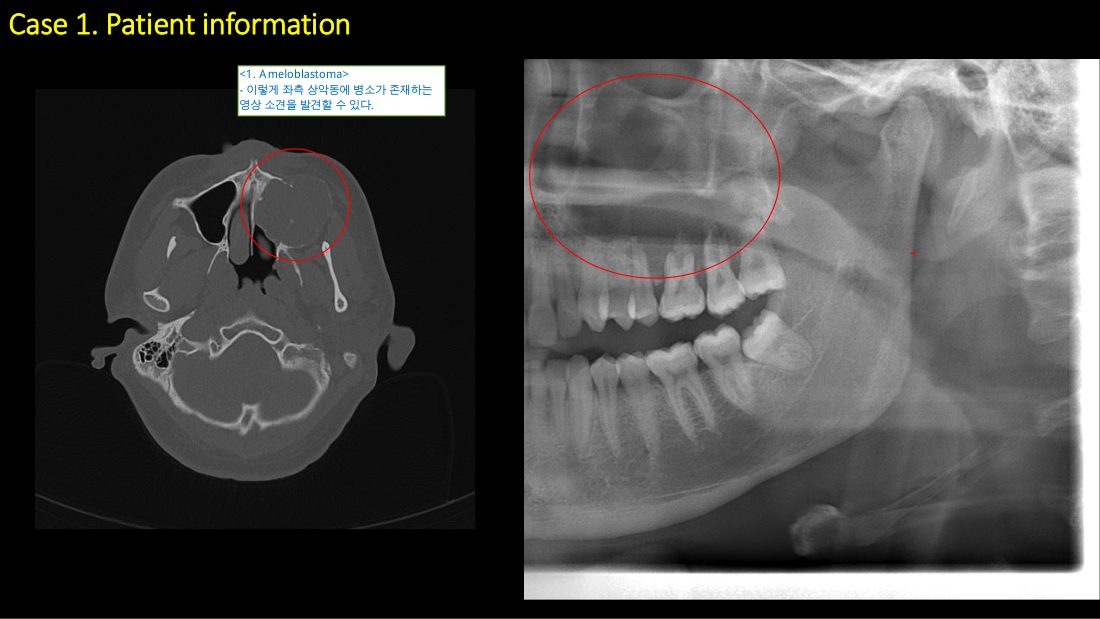 Case 1. Patient information
<1. Ameloblastoma>
- 이렇게 좌측 상악동에 병소가 존재하는
영상 소견을 발견할 수 있다.